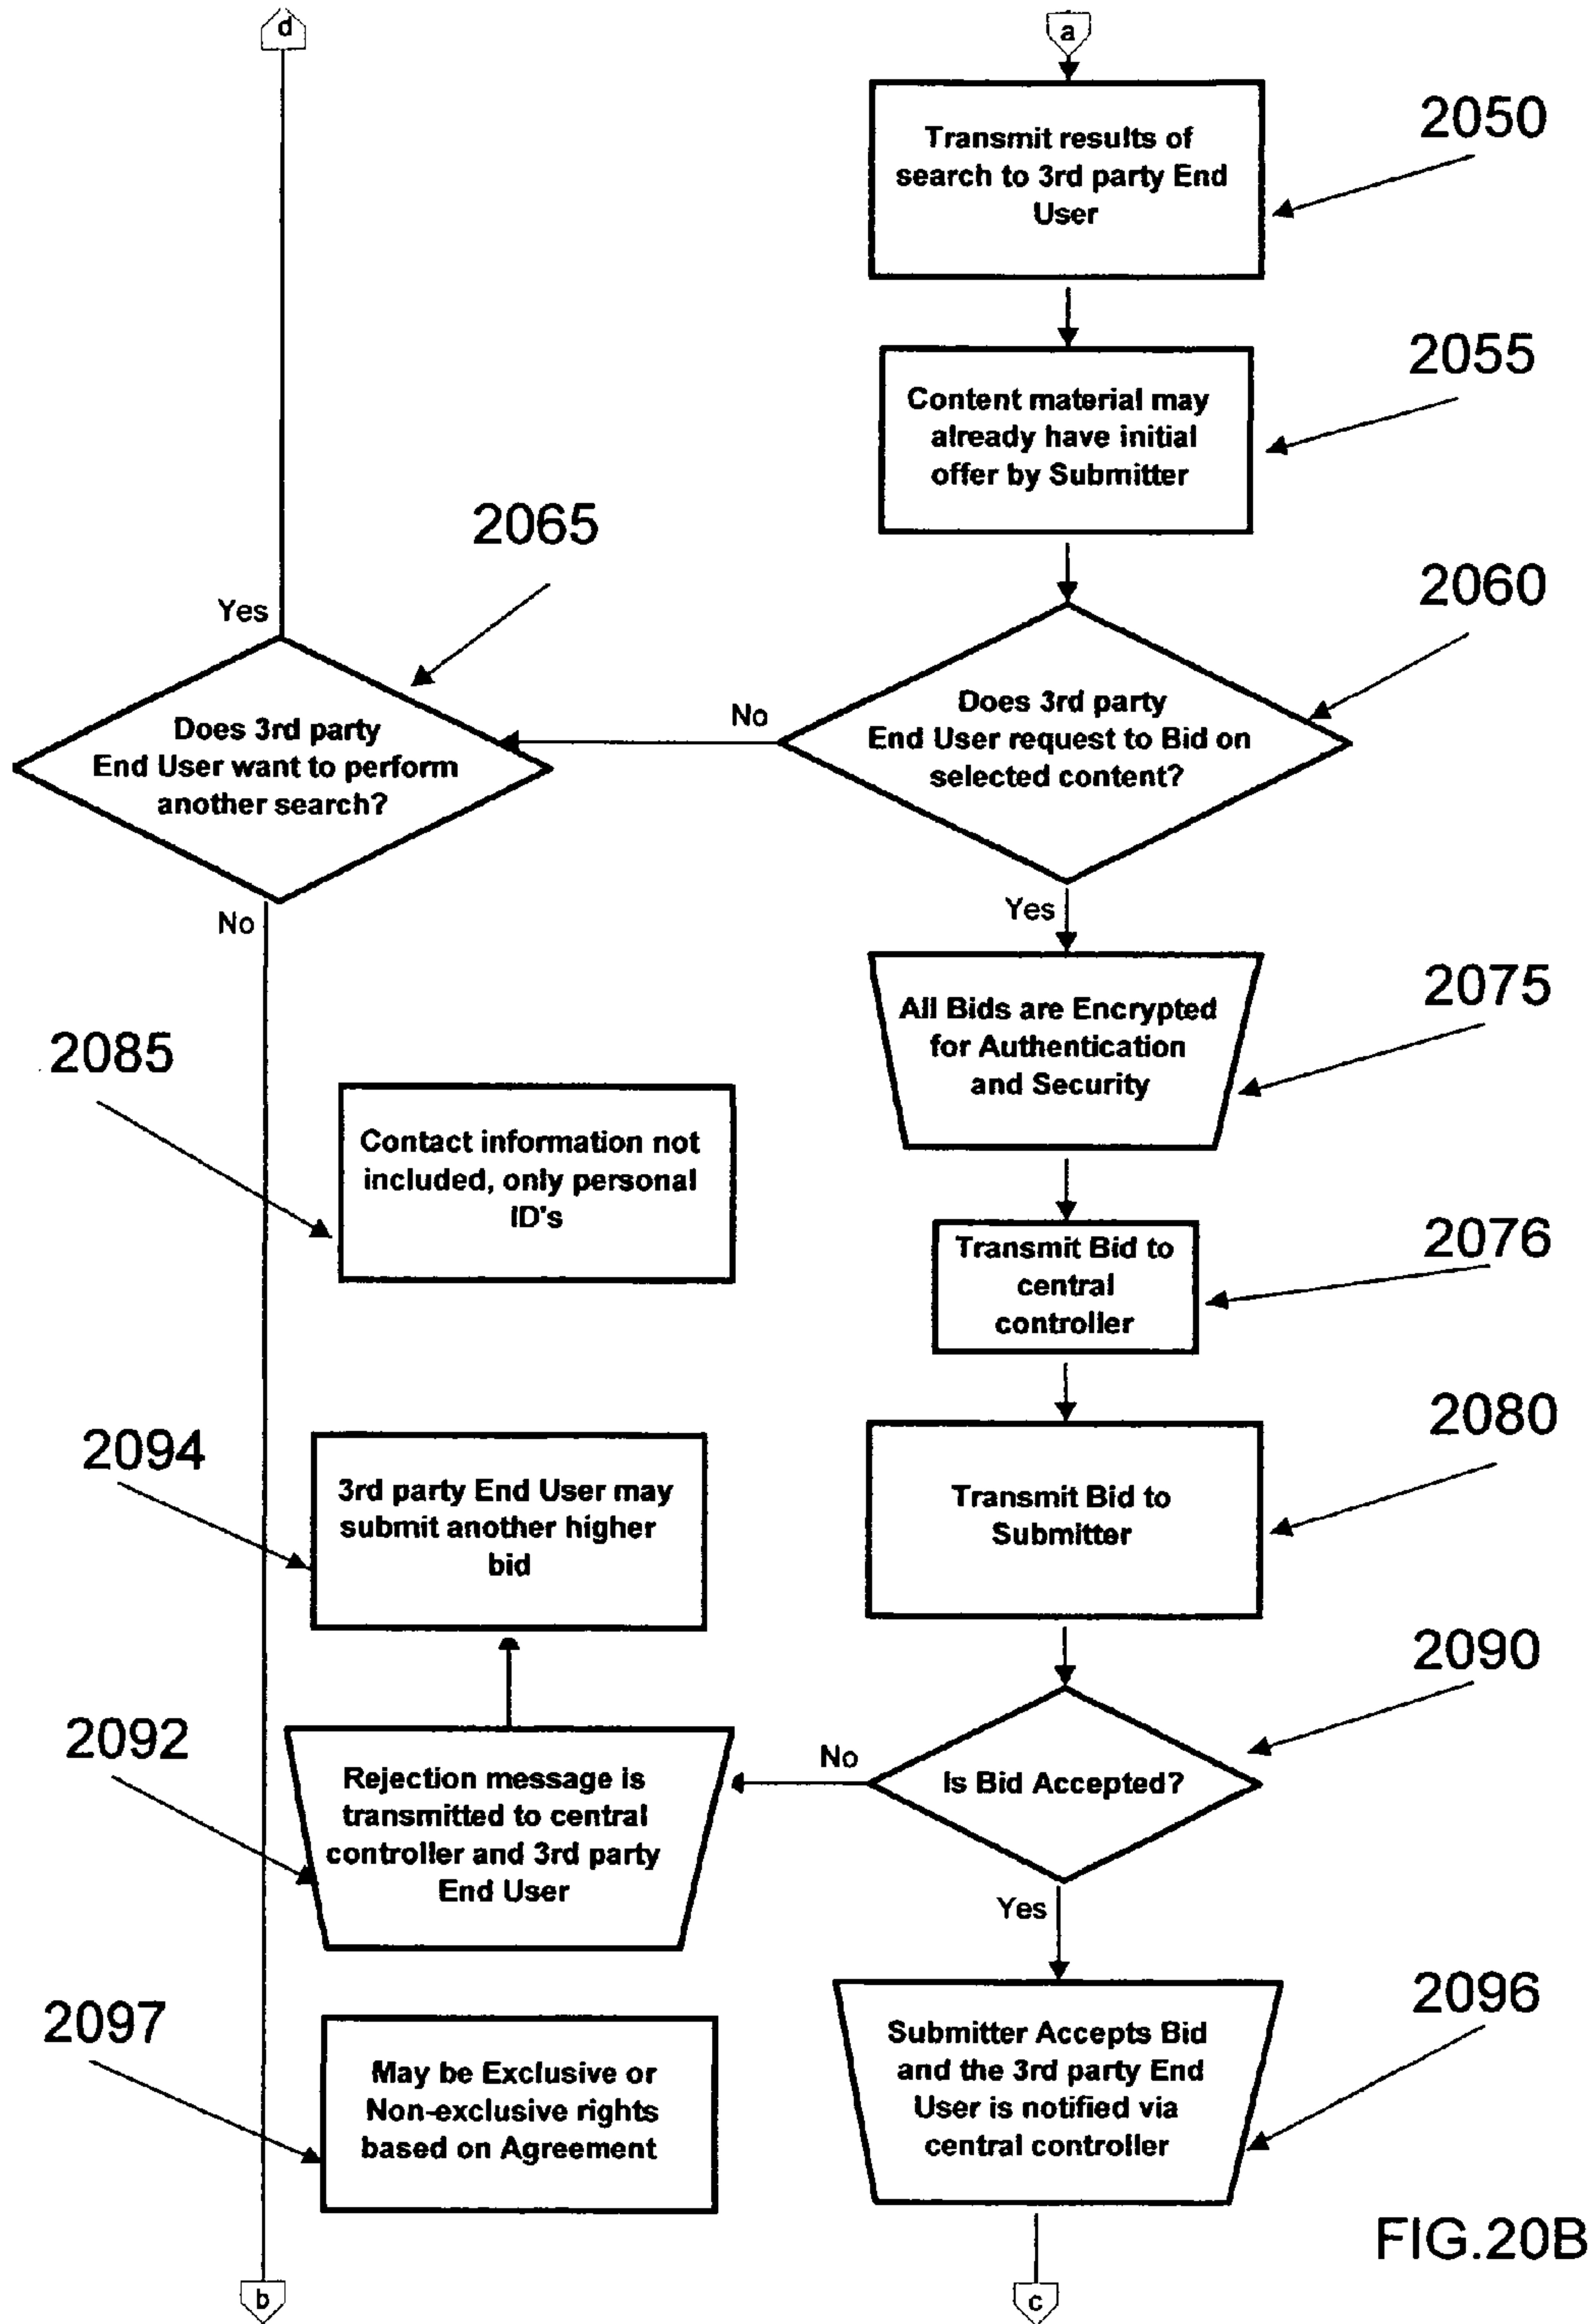 d
a
Transmit results of
search to 3rd party End
User
2050
Content material may
already have initial
offer by Submitter
2055
2065
2060
Yes
Does 3rd party
End User want to perform
another search?
No
Does 3rd party
End User request to Bid on
selected content?
No
Yes
2085
Contact information not
included, only personal
ID's
All Bids are Encrypted
for Authentication
and Security
2075
Transmit Bid to
central
controller
2076
2094
3rd party End User may
submit another higher
bid
Transmit Bid to
Submitter
2080
2092
Rejection message is
transmitted to central
controller and 3rd party
End User
No
Is Bid Accepted?
2090
Yes
2097
May be Exclusive or
Non-exclusive rights
based on Agreement
Submitter Accepts Bid
and the 3rd party End
User is notified via
central controller
2096
b
c
FIG.20B